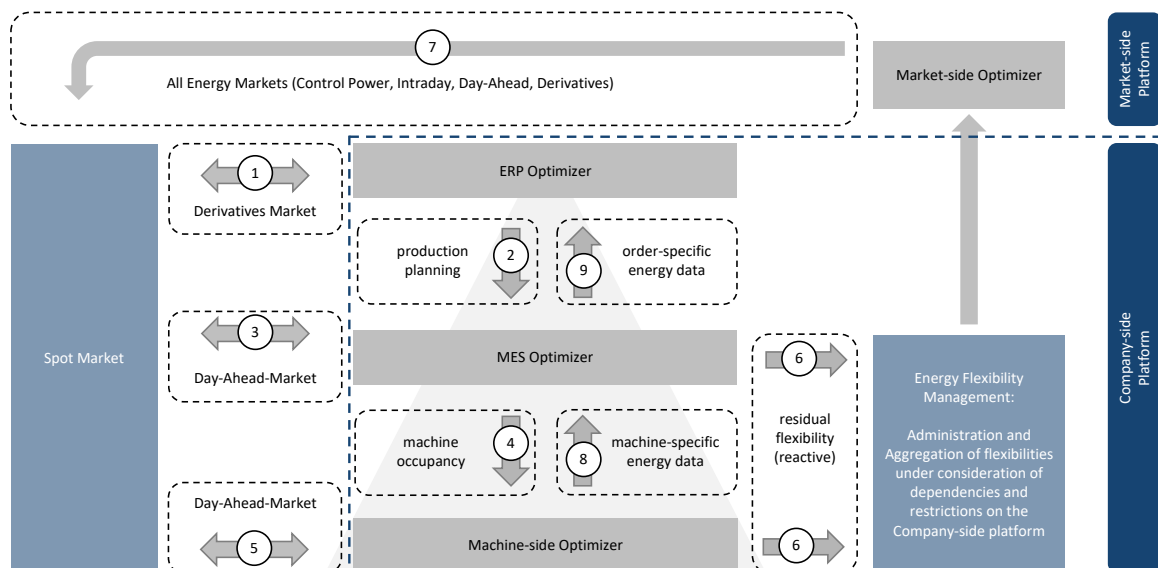 7
All Energy Markets (Control Power, Intraday, Day-Ahead, Derivatives)
Market-side Optimizer
Market-side
Platform
Spot Market
1
Derivatives Market
ERP Optimizer
production
planning
2
9
order-specific
energy data
3
Day-Ahead-Market
MES Optimizer
6
residual
flexibility
(reactive)
machine
occupancy
4
8
machine-specific
energy data
Day-Ahead-Market
5
Machine-side Optimizer
6
Energy Flexibility
Management:
Administration and
Aggregation of flexibilities
under consideration of
dependencies and
restrictions on the
Company-side platform
Company-side
Platform